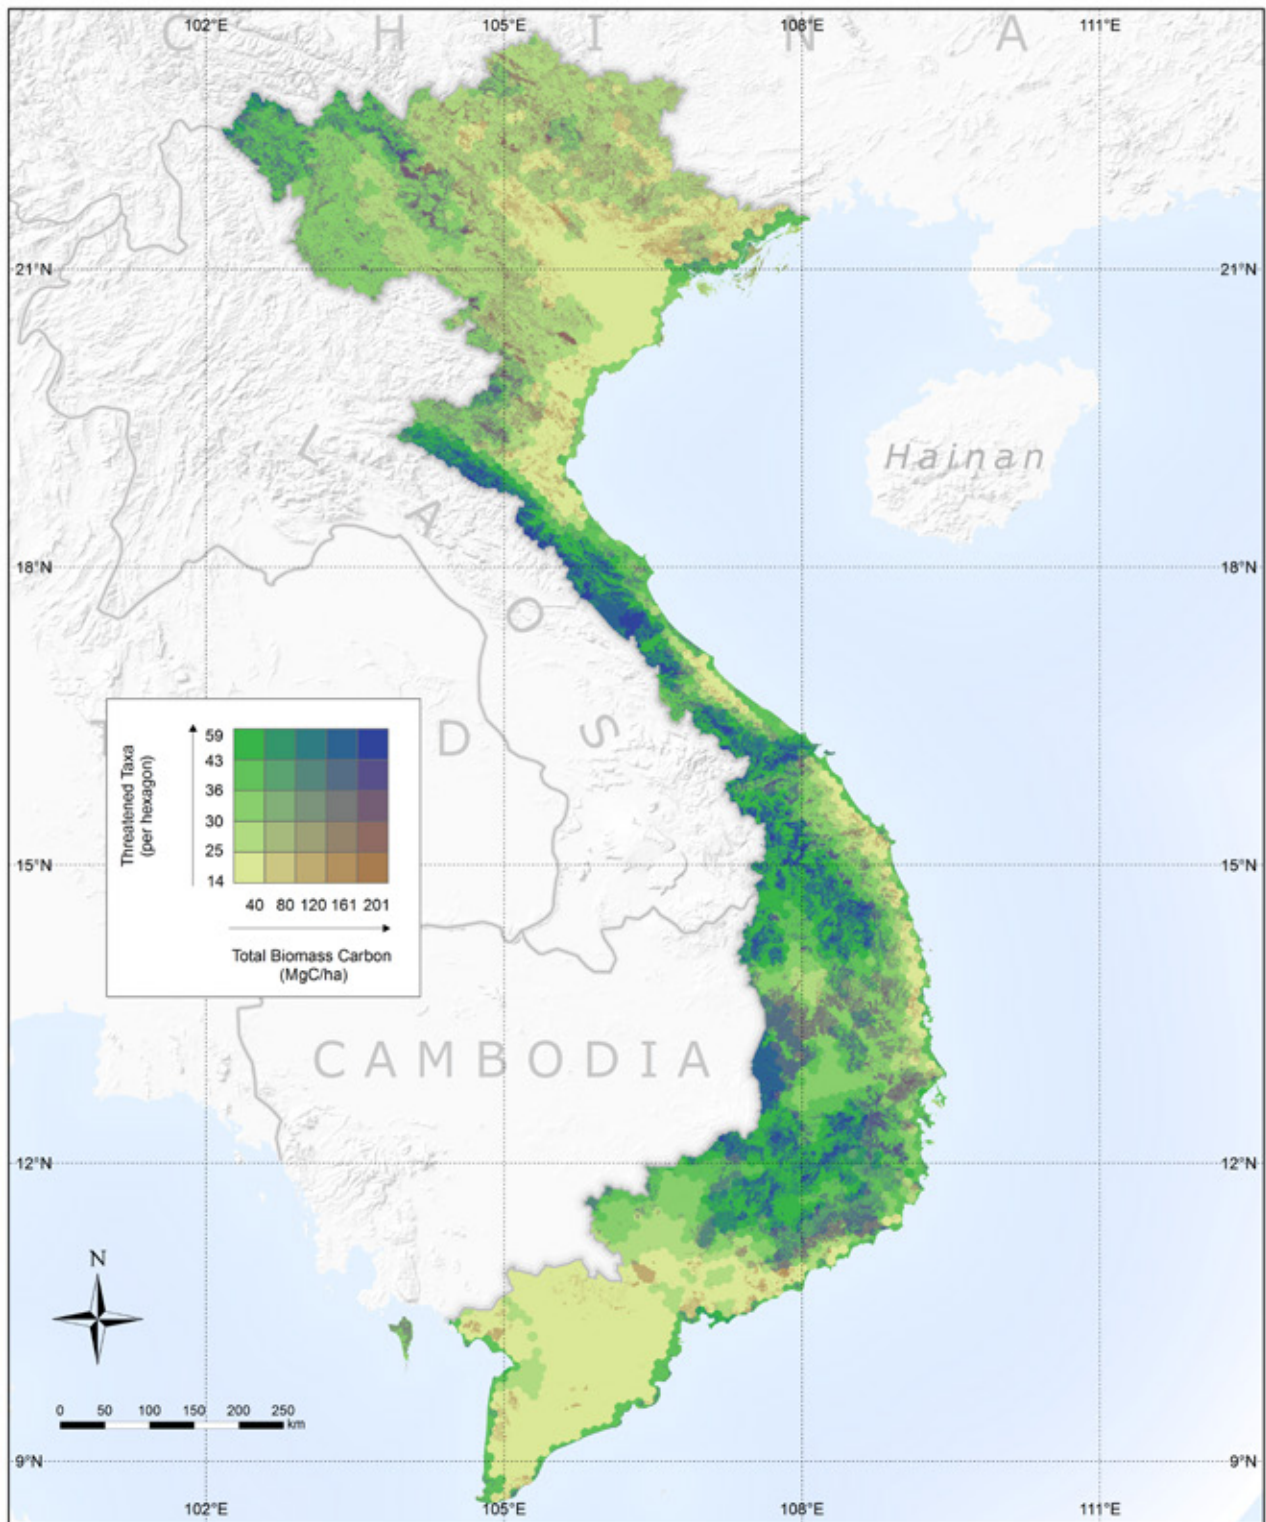 102°E 105°E 108°E 111°E
C H I N A
21°N 21°N
Hainan
L A O S
18°N 18°N
T D
59
43
36
30
25
14
Threatened Taxa
(per hexagon)
40 80 120 161 201
Total Biomass Carbon
(MgC/ha)
15°N 15°N
CAMBODIA
12°N 12°N
N
0 50 100 150 200 250
km
9°N 9°N
102°E 105°E 108°E 111°E